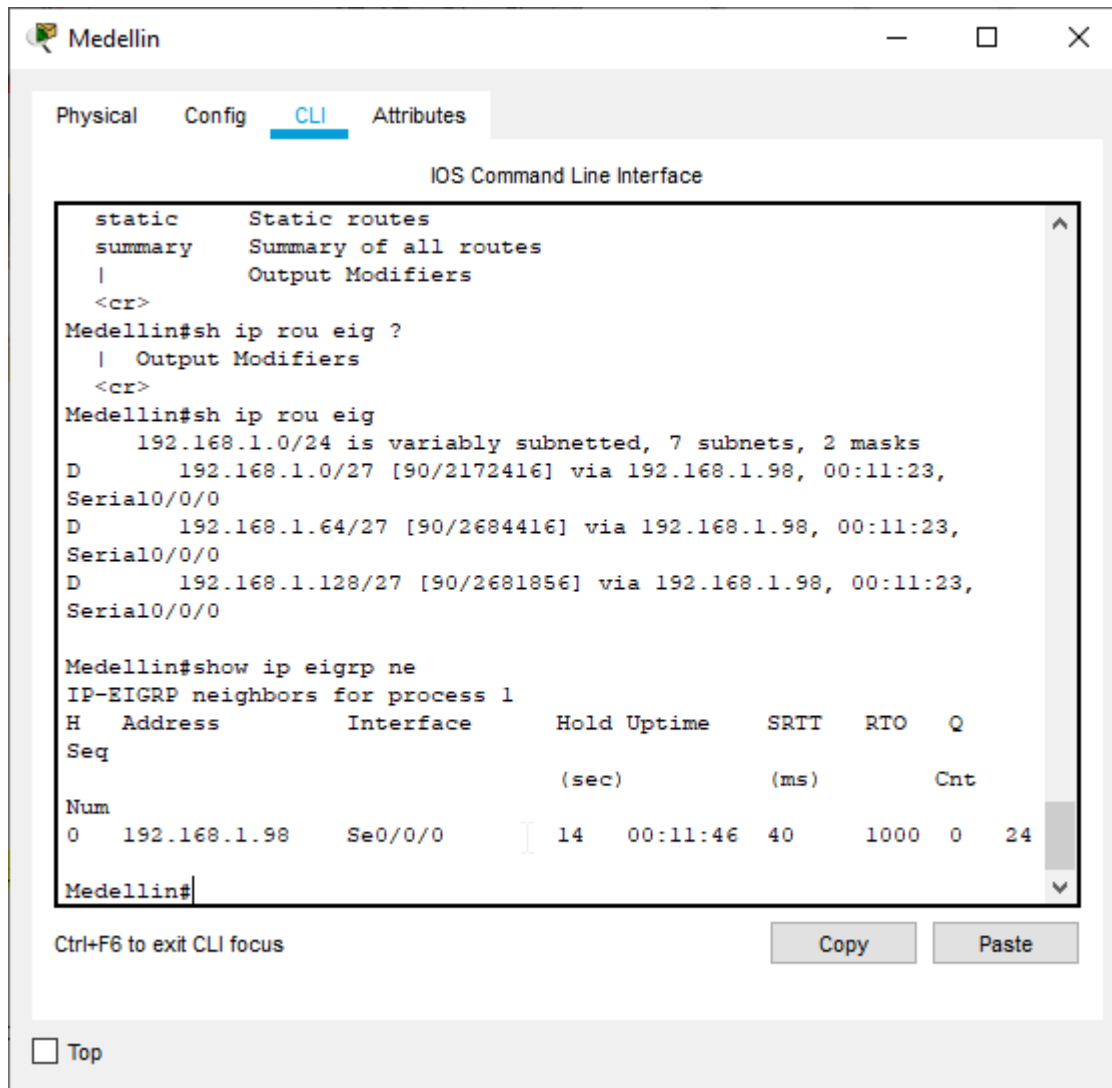 Medellin
Physical Config CLI Attributes
IOS Command Line Interface
static Static routes
summary Summary of all routes
| Output Modifiers
<cr>
Medellin#sh ip rou eig ?
| Output Modifiers
<cr>
Medellin#sh ip rou eig
192.168.1.0/24 is variably subnetted, 7 subnets, 2 masks
D 192.168.1.0/27 [90/2172416] via 192.168.1.98, 00:11:23,
Serial0/0/0
D 192.168.1.64/27 [90/2684416] via 192.168.1.98, 00:11:23,
Serial0/0/0
D 192.168.1.128/27 [90/2681856] via 192.168.1.98, 00:11:23,
Serial0/0/0
Medellin#show ip eigrp ne
IP-EIGRP neighbors for process 1
H Address Interface Hold Uptime SRTT RTO Q
Seq
(sec) (ms) Cnt
Num
0 192.168.1.98 Se0/0/0 14 00:11:46 40 1000 0 24
Medellin#
Ctrl+F6 to exit CLI focus
Copy Paste
Top